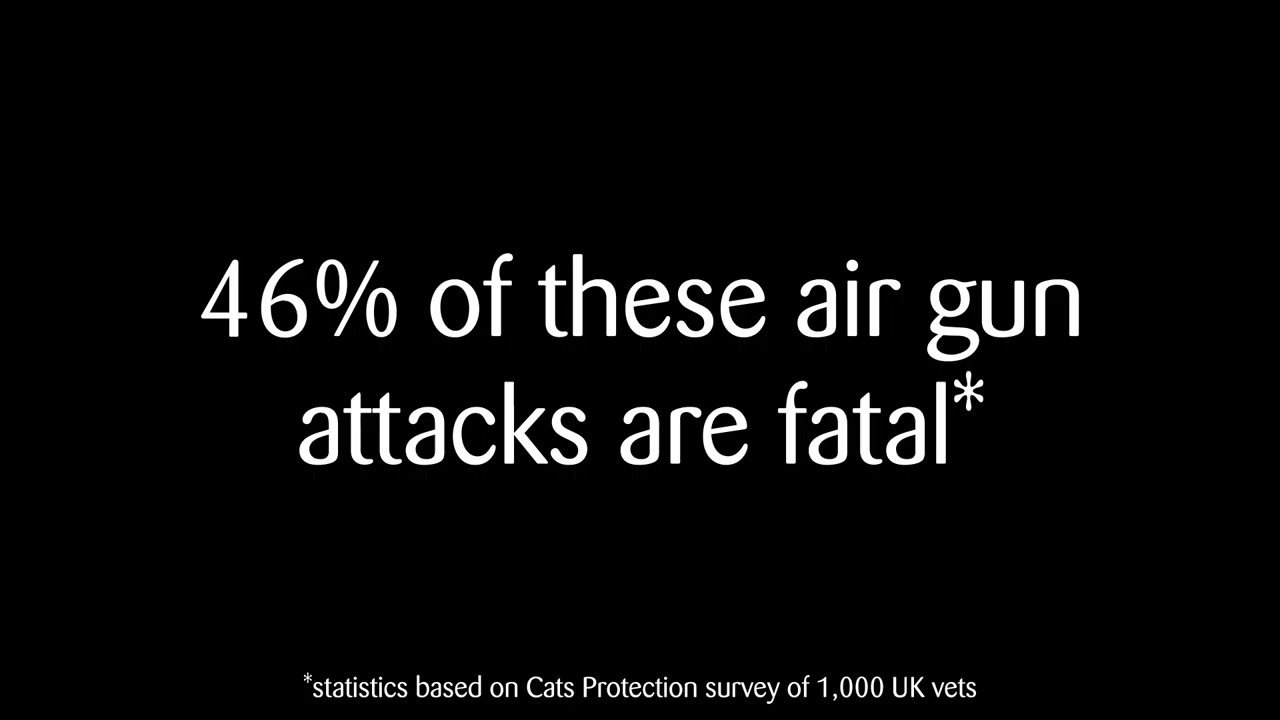 46% of these air gun
attacks are fatal*
*statistics based on Cats Protection survey of 1,000 UK vets